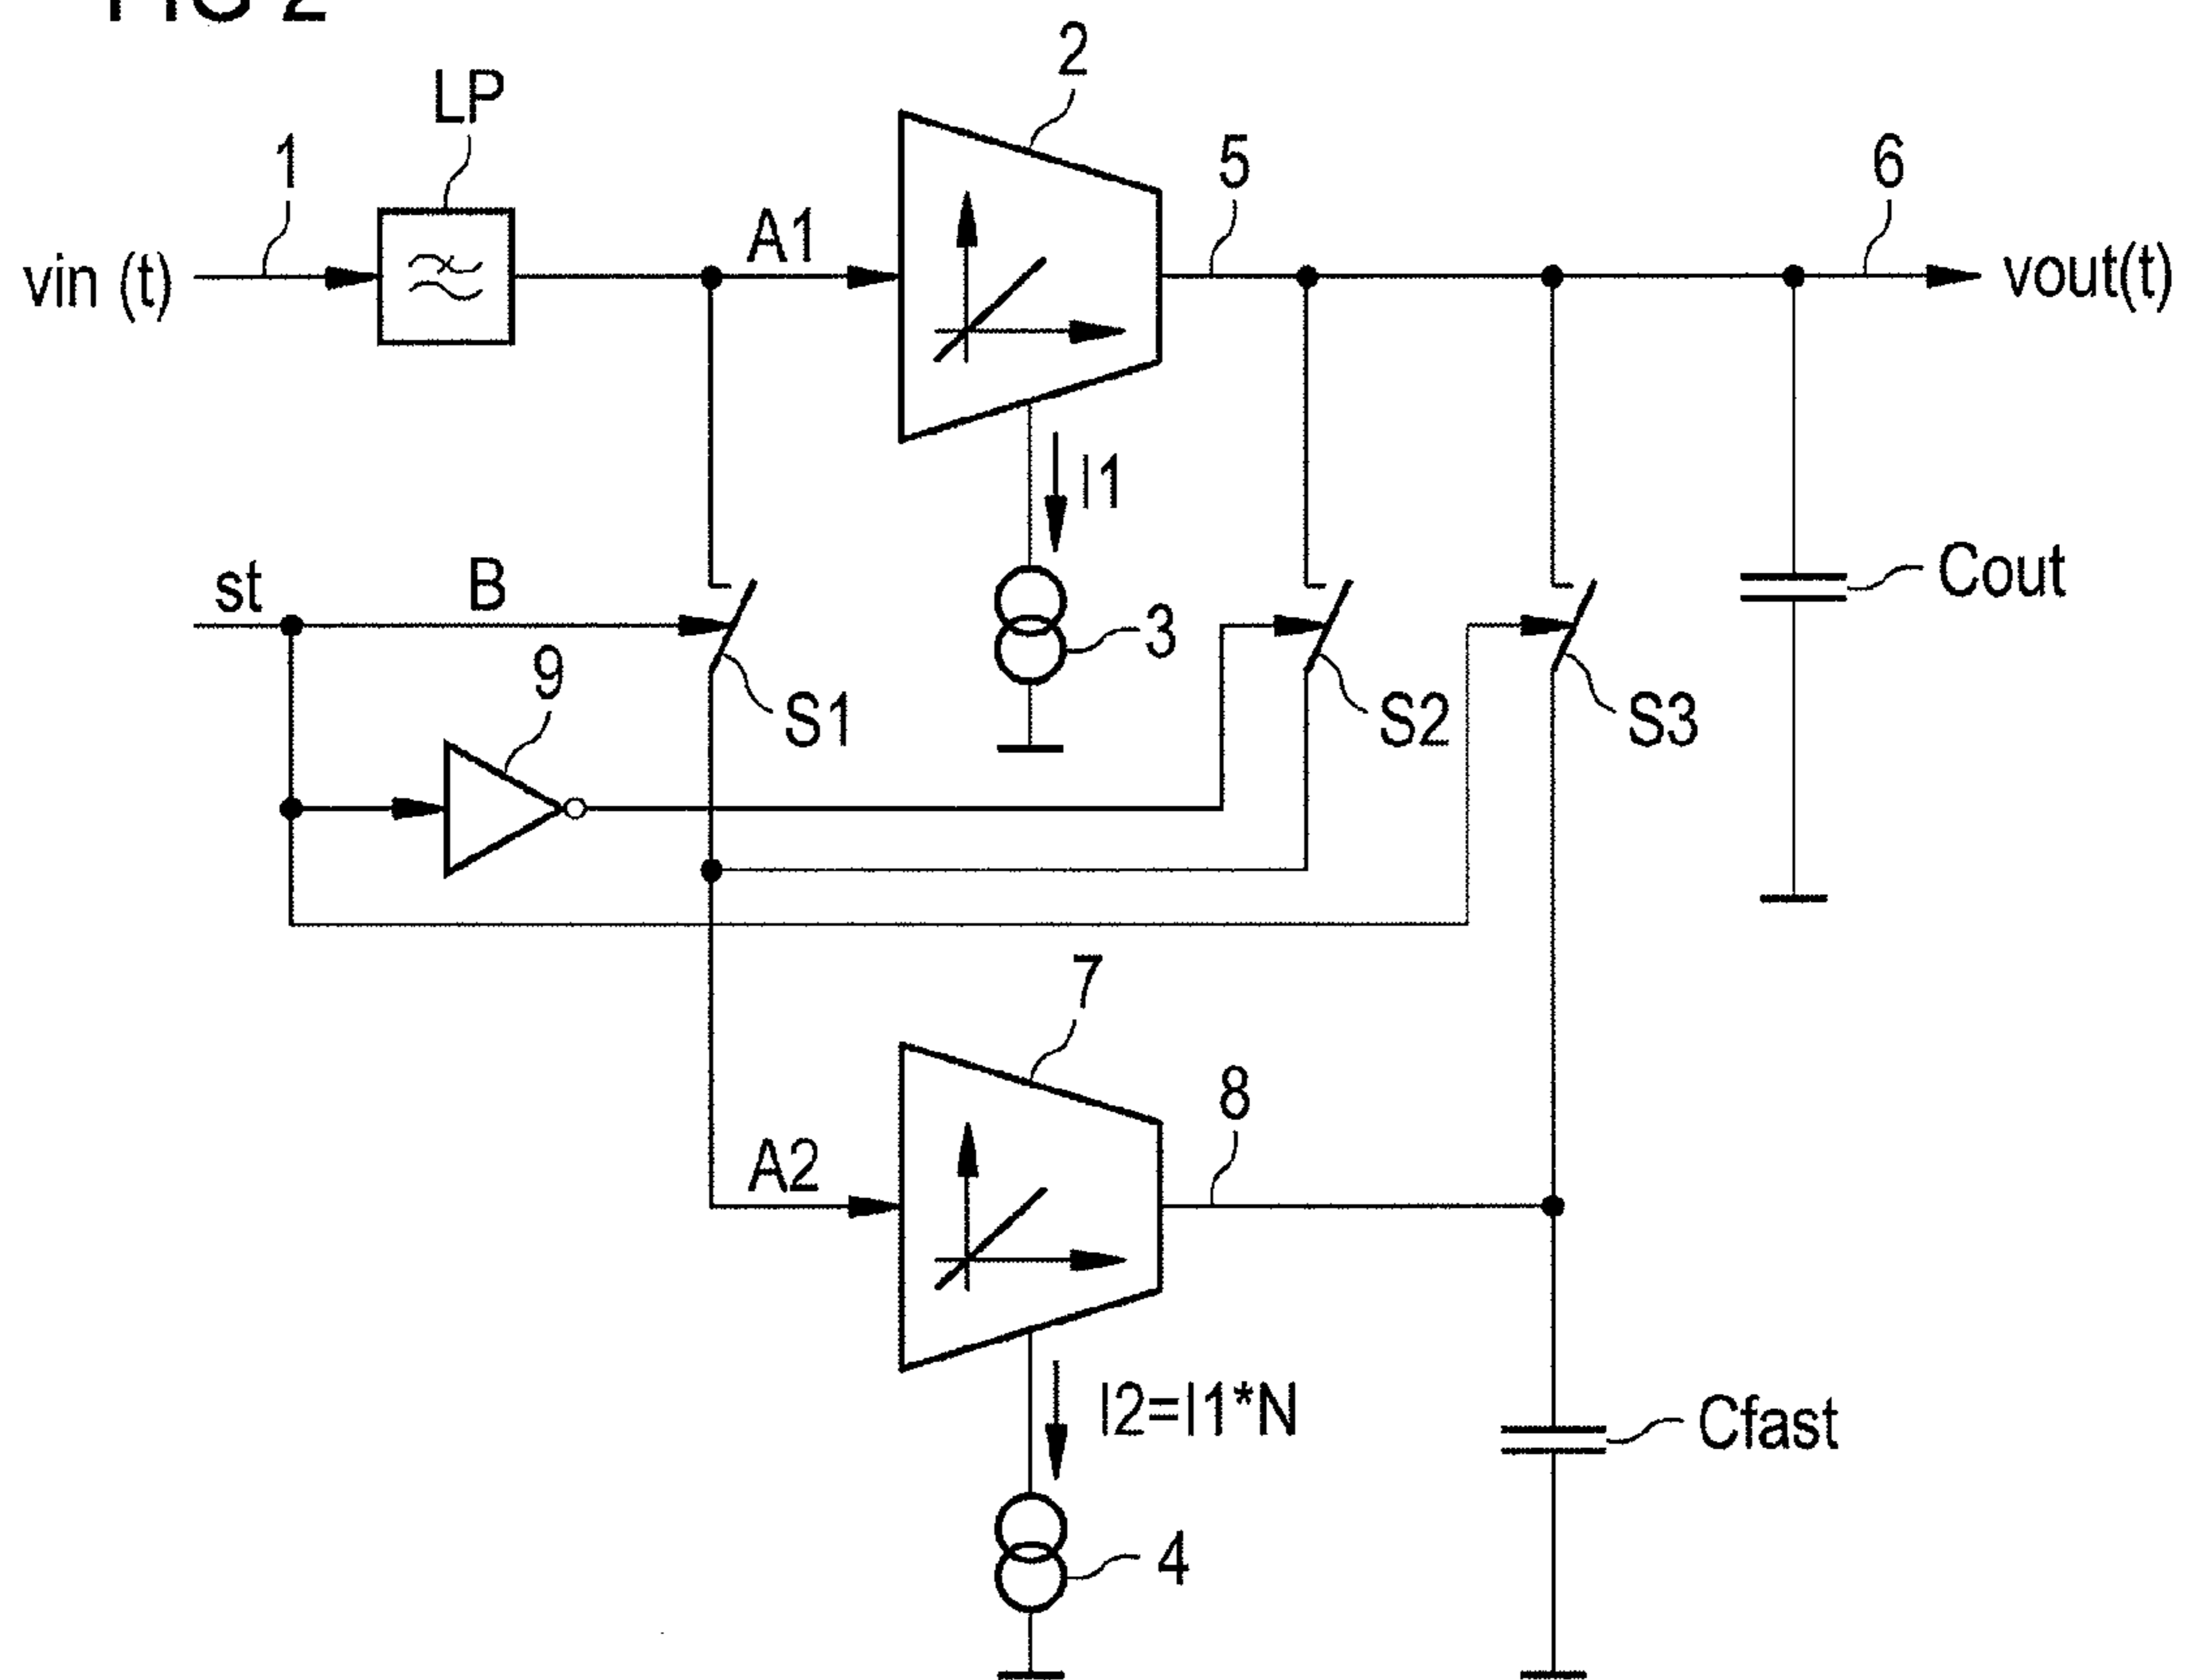 FIG 2
2
LP
1
5
6
vin (t)
A1
vout(t)
I1
st
B
Cout
3
9
S1
S2
S3
7
8
A2
I2=I1*N
Cfast
4